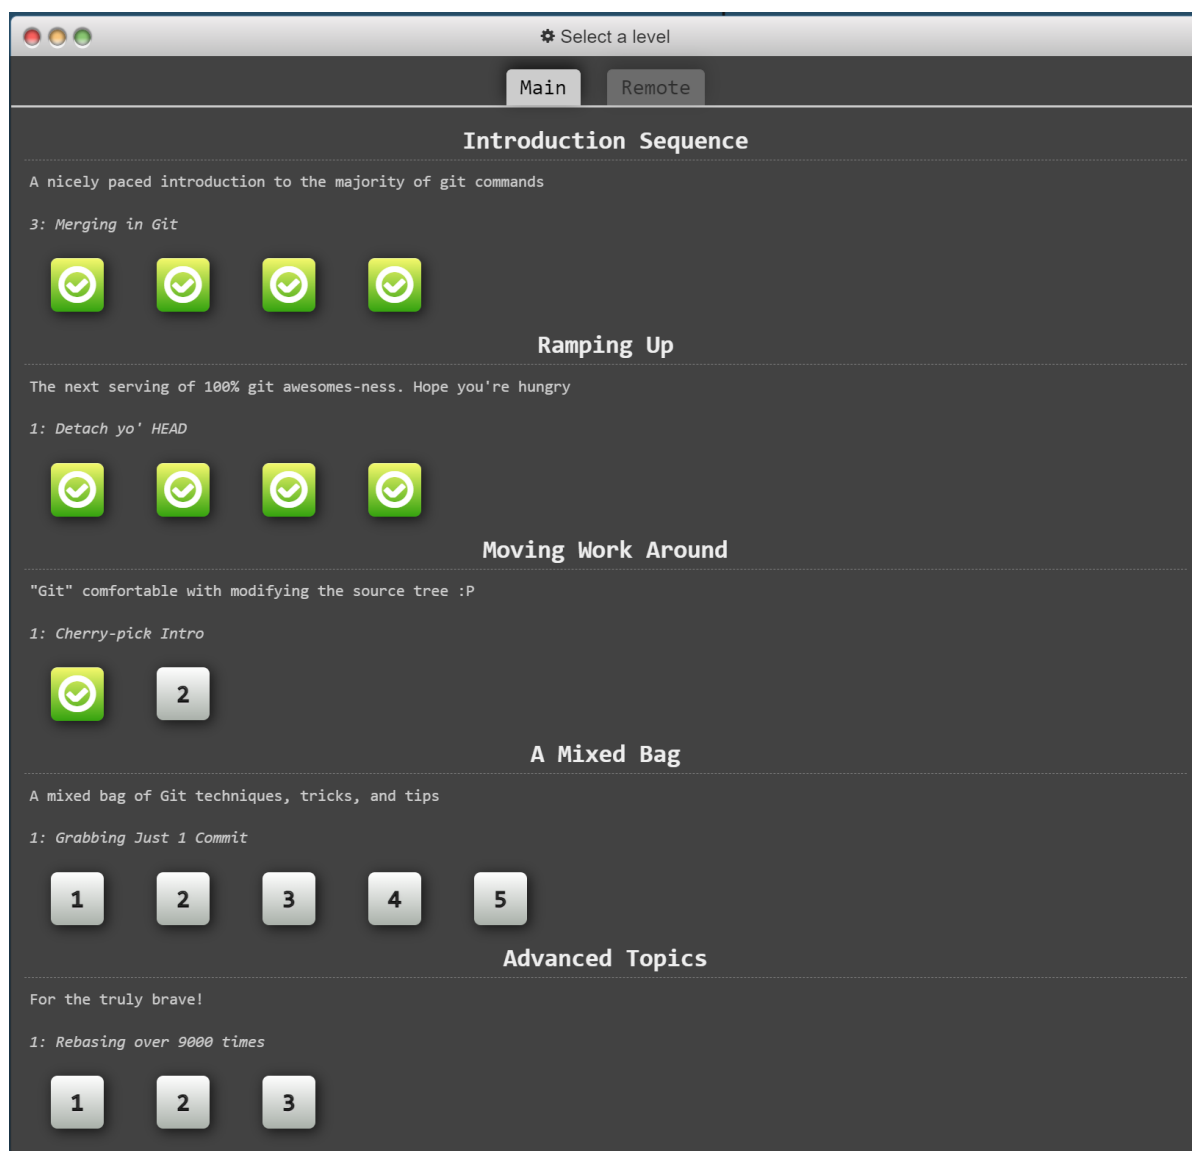 Select a level
Main Remote
Introduction Sequence
A nicely paced introduction to the majority of git commands
3: Merging in Git
Ramping Up
The next serving of 100% git awesomes-ness. Hope you're hungry
1: Detach yo' HEAD
Moving Work Around
"Git" comfortable with modifying the source tree :P
1: Cherry-pick Intro
2
A Mixed Bag
A mixed bag of Git techniques, tricks, and tips
1: Grabbing Just 1 Commit
1 2 3 4 5
Advanced Topics
For the truly brave!
1: Rebasing over 9000 times
1 2 3